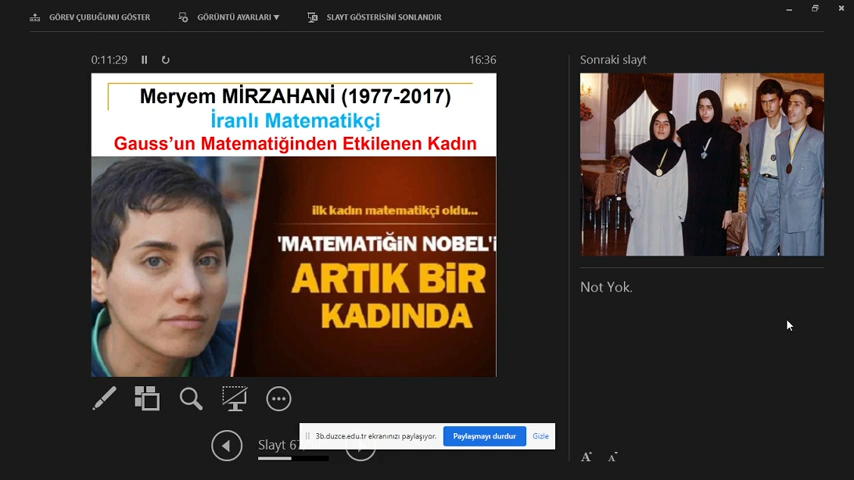 GÖREV ÇUBUĞUNU GÖSTER
GÖRÜNTÜ AYARLARI
SLAYT GÖSTERİSİNİ SONLANDIR
0:11:29
16:36
Meryem MİRZAHANİ (1977-2017)
İranlı Matematikçi
Gauss’un Matematiğinden Etkilenen Kadın
ilk kadın matematikçi oldu...
'MATEMATİĞİN NOBEL'İ
ARTIK BİR
KADINDA
Sonraki slayt
Not Yok.
3b.duzce.edu.tr ekranınızı paylaşıyor.
Paylaşmayı durdur
Gizle
Slayt
A A